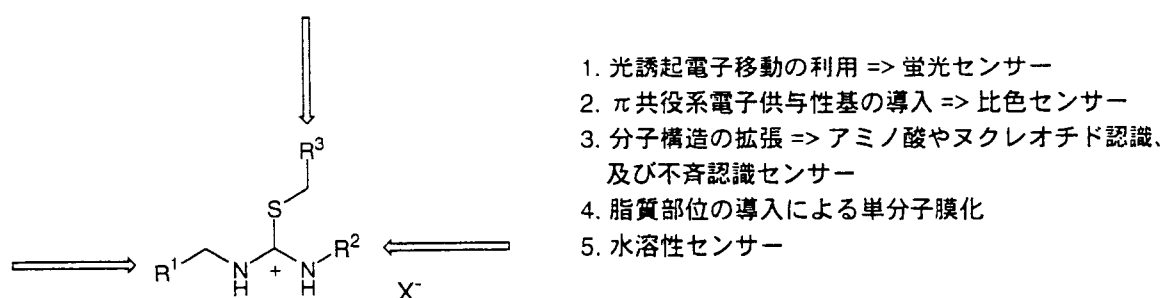 1. 光誘起電子移動の利用 => 蛍光センサー
2. π共役系電子供与性基の導入 => 比色センサー
3. 分子構造の拡張 => アミノ酸やヌクレオチド認識、
及び不斉認識センサー
4. 脂質部位の導入による単分子膜化
5. 水溶性センサー
R³
S
R¹ N H + N H R²
X⁻